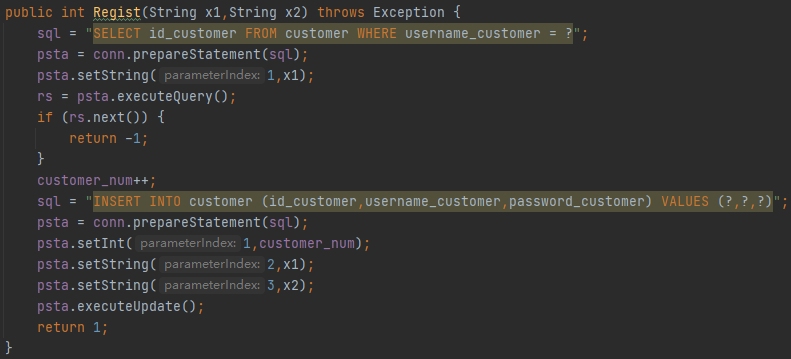 public int Regist(String x1,String x2) throws Exception {
    sql = "SELECT id_customer FROM customer WHERE username_customer = ?";
    psta = conn.prepareStatement(sql);
    psta.setString( parameterIndex: 1,x1);
    rs = psta.executeQuery();
    if (rs.next()) {
        return -1;
    }
    customer_num++;
    sql = "INSERT INTO customer (id_customer,username_customer,password_customer) VALUES (?,?,?)";
    psta = conn.prepareStatement(sql);
    psta.setInt( parameterIndex: 1,customer_num);
    psta.setString( parameterIndex: 2,x1);
    psta.setString( parameterIndex: 3,x2);
    psta.executeUpdate();
    return 1;
}